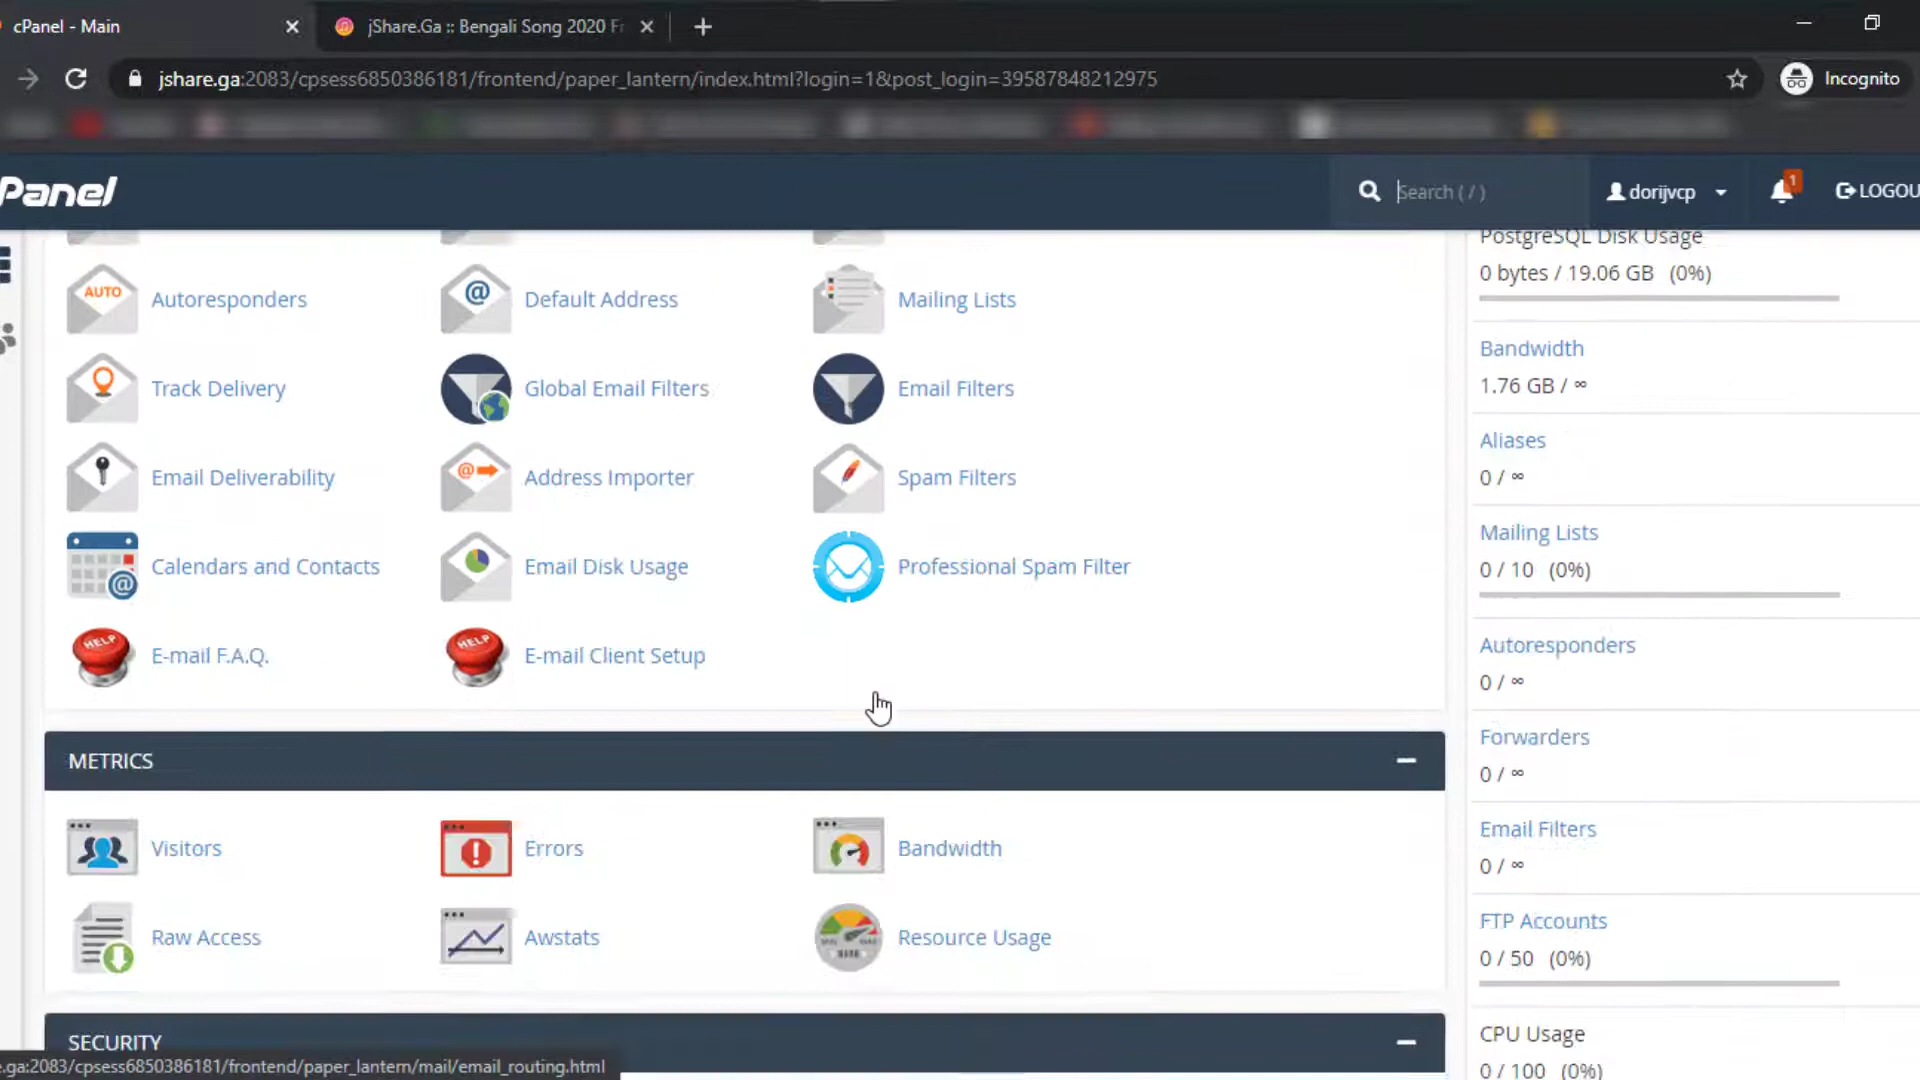 cPanel - Main
jShare.Ga :: Bengali Song 2020 Fr
jshare.ga:2083/cpsess6850386181/frontend/paper_lantern/index.html?login=1&post_login=39587848212975
Incognito
Panel
Search ( / )
dorijvcp
1
LOGOU
PostgreSQL Disk Usage
0 bytes / 19.06 GB (0%)
AUTO
Autoresponders
Default Address
Mailing Lists
Bandwidth
1.76 GB / ∞
Track Delivery
Global Email Filters
Email Filters
Aliases
0 / ∞
Email Deliverability
Address Importer
Spam Filters
Mailing Lists
0 / 10 (0%)
Calendars and Contacts
Email Disk Usage
Professional Spam Filter
HELP
E-mail F.A.Q.
HELP
E-mail Client Setup
Autoresponders
0 / ∞
METRICS
Forwarders
0 / ∞
Visitors
Errors
Bandwidth
Email Filters
0 / ∞
Raw Access
Awstats
Resource Usage
FTP Accounts
0 / 50 (0%)
SECURITY
CPU Usage
0 / 100 (0%)
e.ga:2083/cpsess6850386181/frontend/paper_lantern/mail/email_routing.html